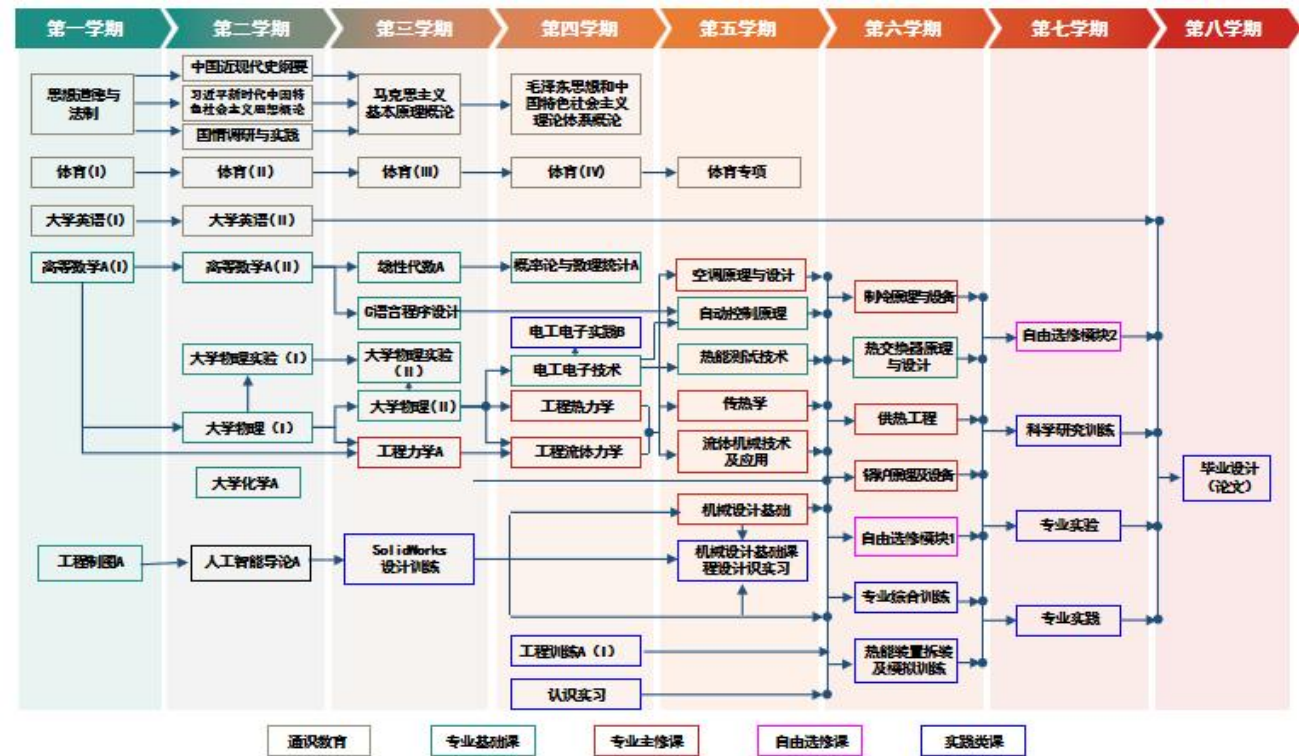 第一学期
第二学期
第三学期
第四学期
第五学期
第六学期
第七学期
第八学期
思想道德与
法制
中国近现代史纲要
习近平新时代中国特
色社会主义思想概论
国情调研与实践
马克思主义
基本原理概论
毛泽东思想和中
国特色社会主义
理论体系概论
体育(I)
体育(II)
体育(III)
体育(IV)
体育专项
大学英语(I)
大学英语(II)
高等数学A(I)
高等数学A(II)
线性代数A
概率论与数理统计A
空调原理与设计
制冷原理与设备
C语言程序设计
自动控制原理
电工电子实践B
自由选修模块2
大学物理实验（I）
大学物理实验
（II）
电工电子技术
热能测试技术
热交换器原理
与设计
大学物理（I）
大学物理(II)
工程热力学
传热学
供热工程
科学研究训练
工程力学A
工程流体力学
流体机械技术
及应用
锅炉原理及设备
大学化学A
毕业设计
（论文）
机械设计基础
自由选修模块1
专业实验
工程制图A
人工智能导论A
SolidWorks
设计训练
机械设计基础课
程设计识实习
专业综合训练
专业实践
工程训练A（I）
热能装置拆装
及模拟训练
认识实习
通识教育
专业基础课
专业主修课
自由选修课
实践类课